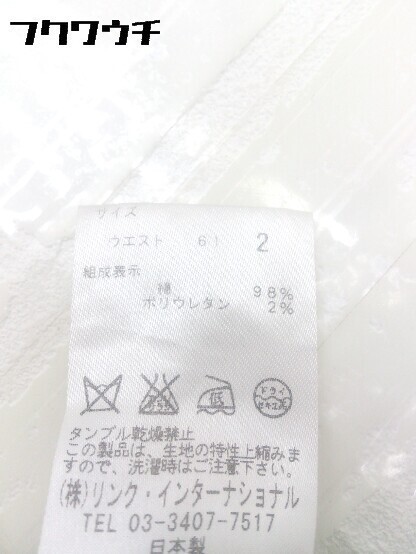 フクワウチ
サイズ
ウエスト 61 2
組成表示
綿 98%
ポリウレタン 2%
低
ドライ
セキユ系
タンブル乾燥禁止
この製品は、生地の特性上縮みま
すので、洗濯時はご注意下さい。
(株)リンク・インターナショナル
TEL 03-3407-7517
日本製